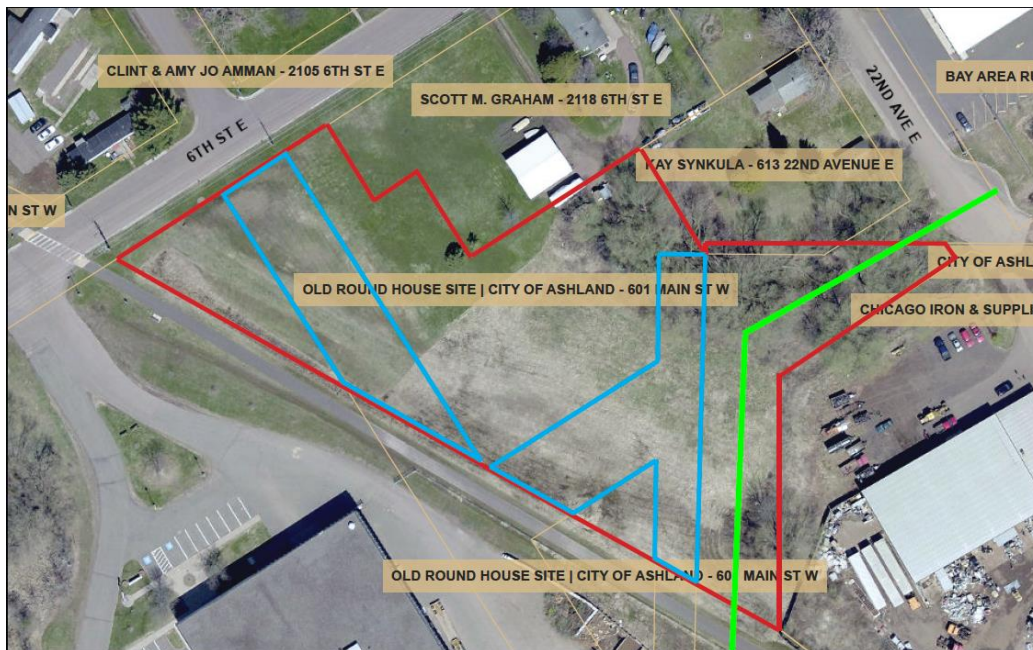 CLINT & AMY JO AMMAN - 2105 6TH ST E
22ND AVE E
BAY AREA RU
SCOTT M. GRAHAM - 2118 6TH ST E
6TH ST E
KAY SYNKULA - 613 22ND AVENUE E
N ST W
CITY OF ASHL
OLD ROUND HOUSE SITE | CITY OF ASHLAND - 601 MAIN ST W
CHICAGO IRON & SUPPLI
OLD ROUND HOUSE SITE | CITY OF ASHLAND - 601 MAIN ST W